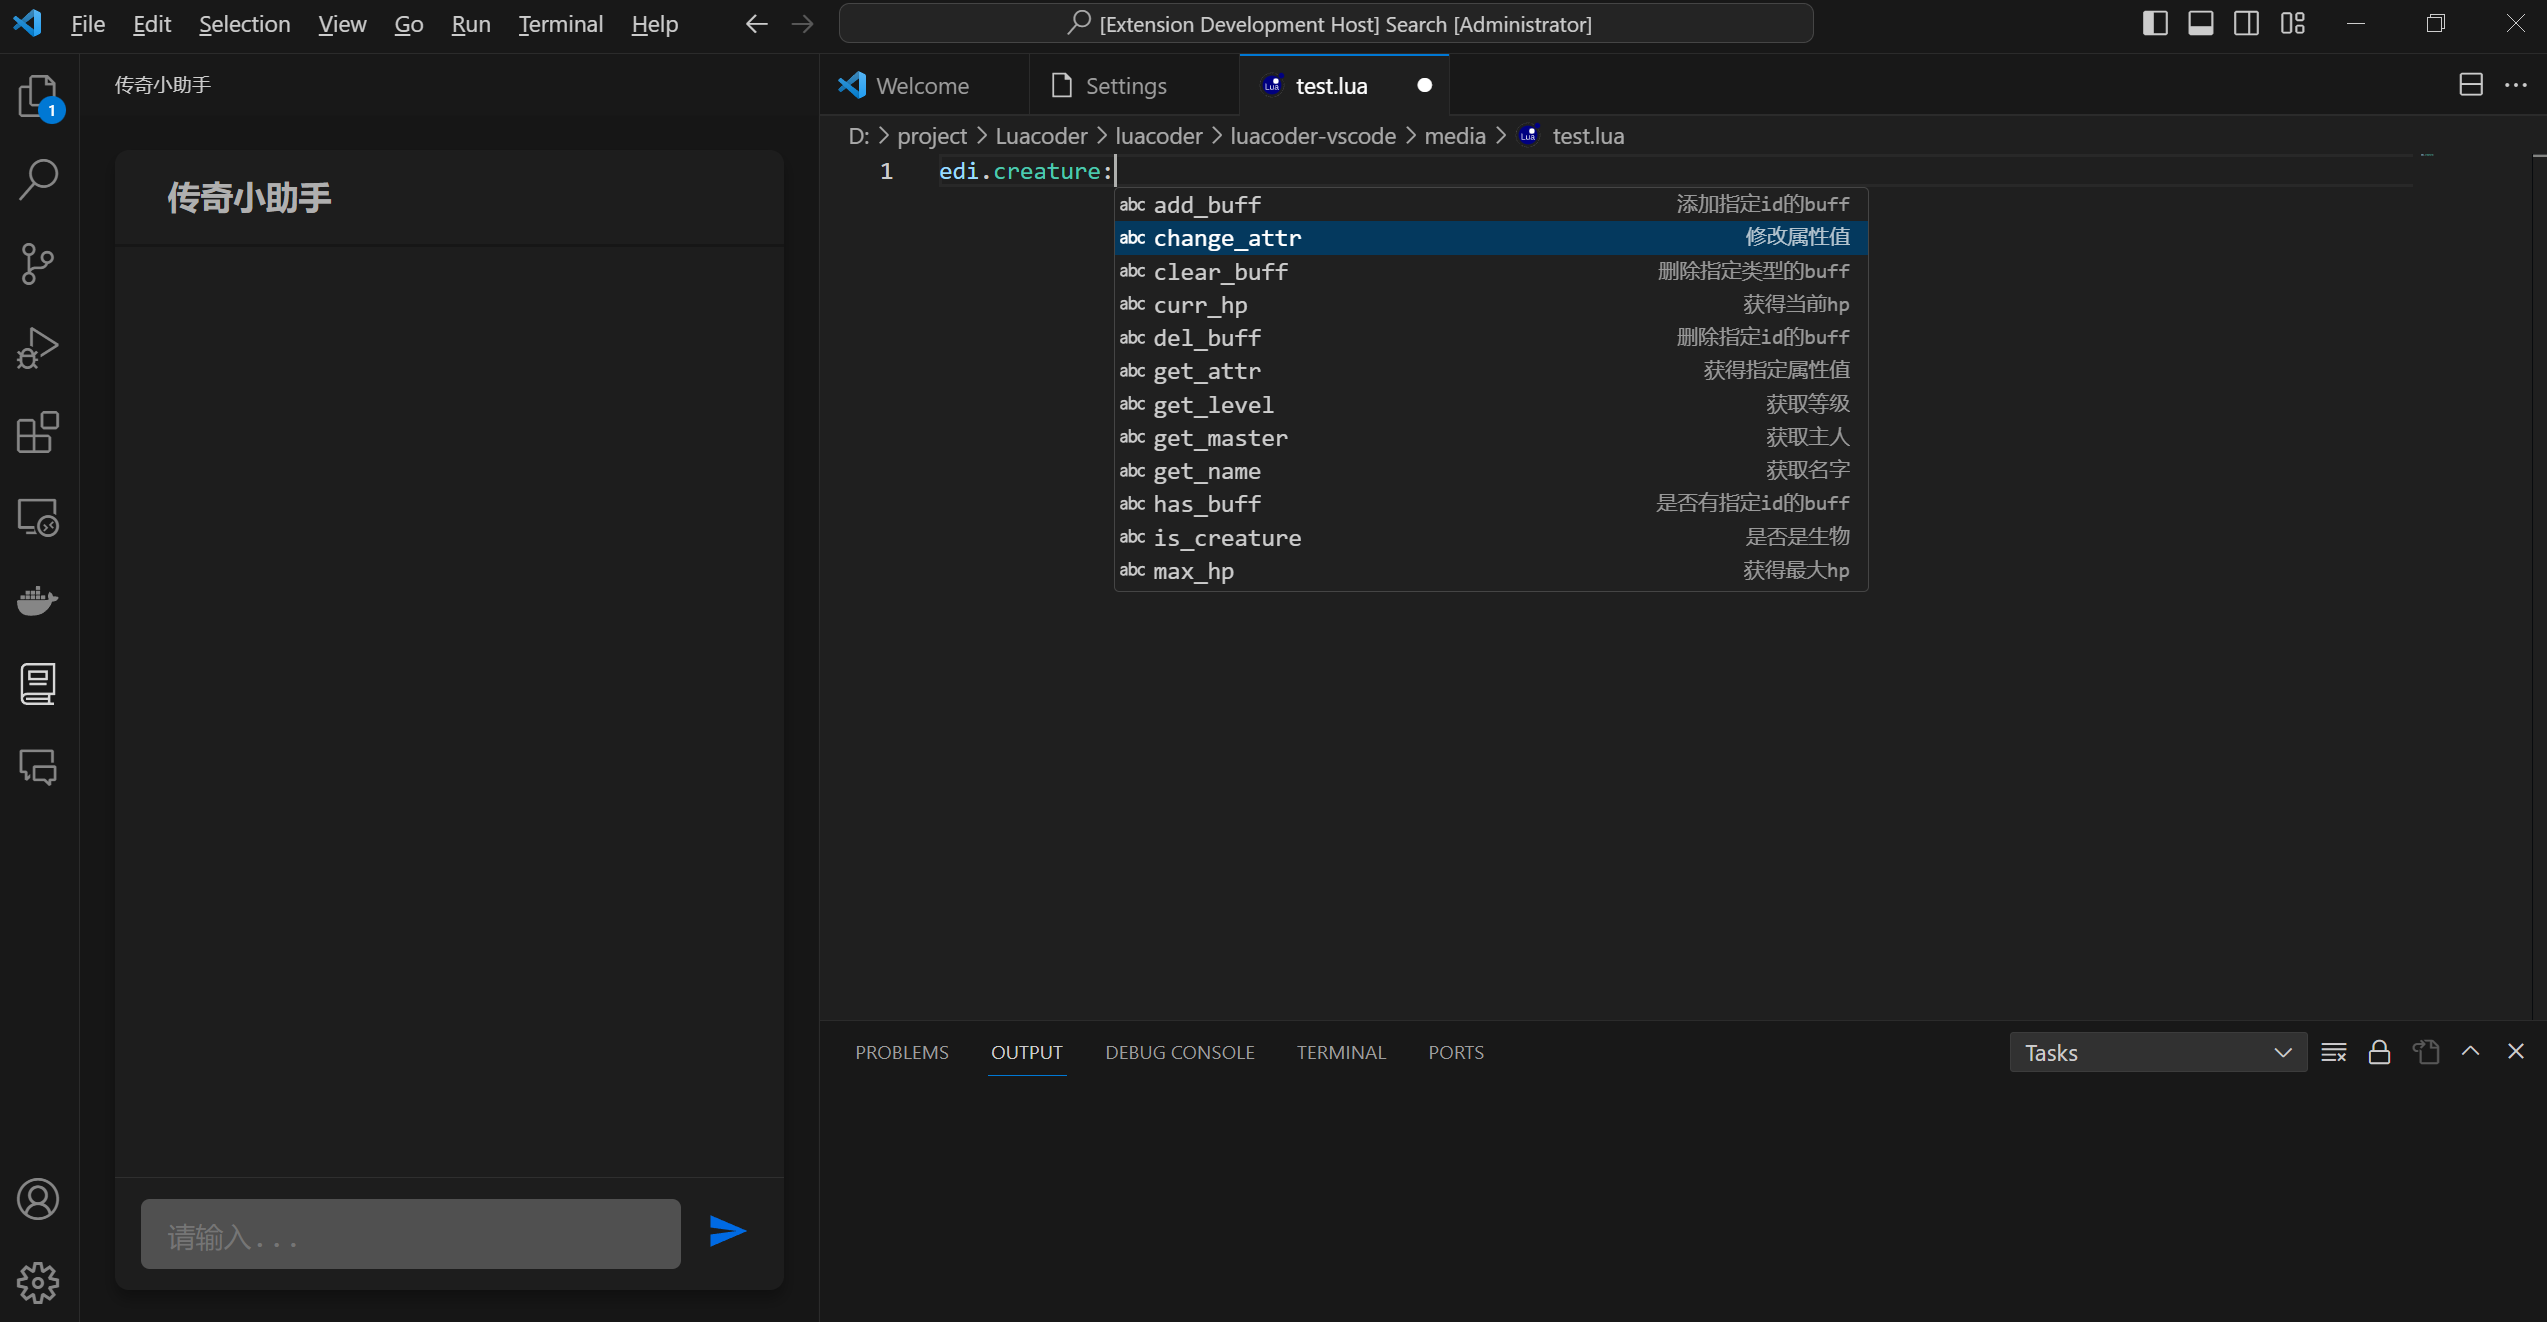 File Edit Selection View Go Run Terminal Help [Extension Development Host] Search [Administrator]
1
传奇小助手
传奇小助手
请输入...
Welcome Settings Lua test.lua
D: > project > Luacoder > luacoder > luacoder-vscode > media > Lua test.lua
1 edi.creature:
abc add_buff 添加指定id的buff
abc change_attr 修改属性值
abc clear_buff 删除指定类型的buff
abc curr_hp 获得当前hp
abc del_buff 删除指定id的buff
abc get_attr 获得指定属性值
abc get_level 获取等级
abc get_master 获取主人
abc get_name 获取名字
abc has_buff 是否有指定id的buff
abc is_creature 是否是生物
abc max_hp 获得最大hp
PROBLEMS OUTPUT DEBUG CONSOLE TERMINAL PORTS Tasks